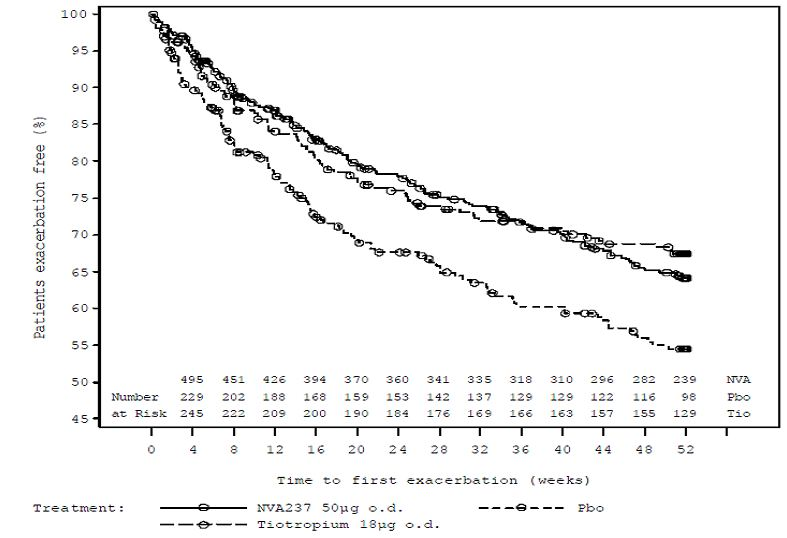 Patients exacerbation free (%)
100
95
90
85
80
75
70
65
60
55
50
45
495 451 426 394 370 360 341 335 318 310 296 282 239 NVA
Number 229 202 188 168 159 153 142 137 129 129 122 116 98 Pbo
at Risk 245 222 209 200 190 184 176 169 166 163 157 155 129 Tio
0 4 8 12 16 20 24 28 32 36 40 44 48 52
Time to first exacerbation (weeks)
Treatment: NVA237 50µg o.d. Pbo
Tiotropium 18µg o.d.